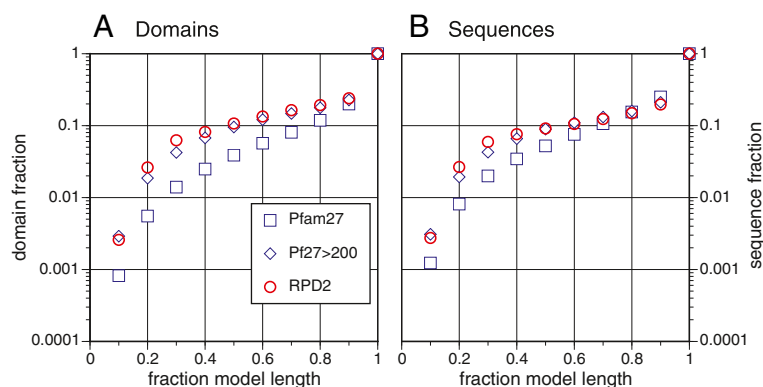 A Domains
B Sequences
1
0.1
0.01
0.001
0.0001
domain fraction
Pfam27
Pf27>200
RPD2
0 0.2 0.4 0.6 0.8 1
fraction model length
1
0.1
0.01
0.001
0.0001
sequence fraction
0 0.2 0.4 0.6 0.8 1
fraction model length